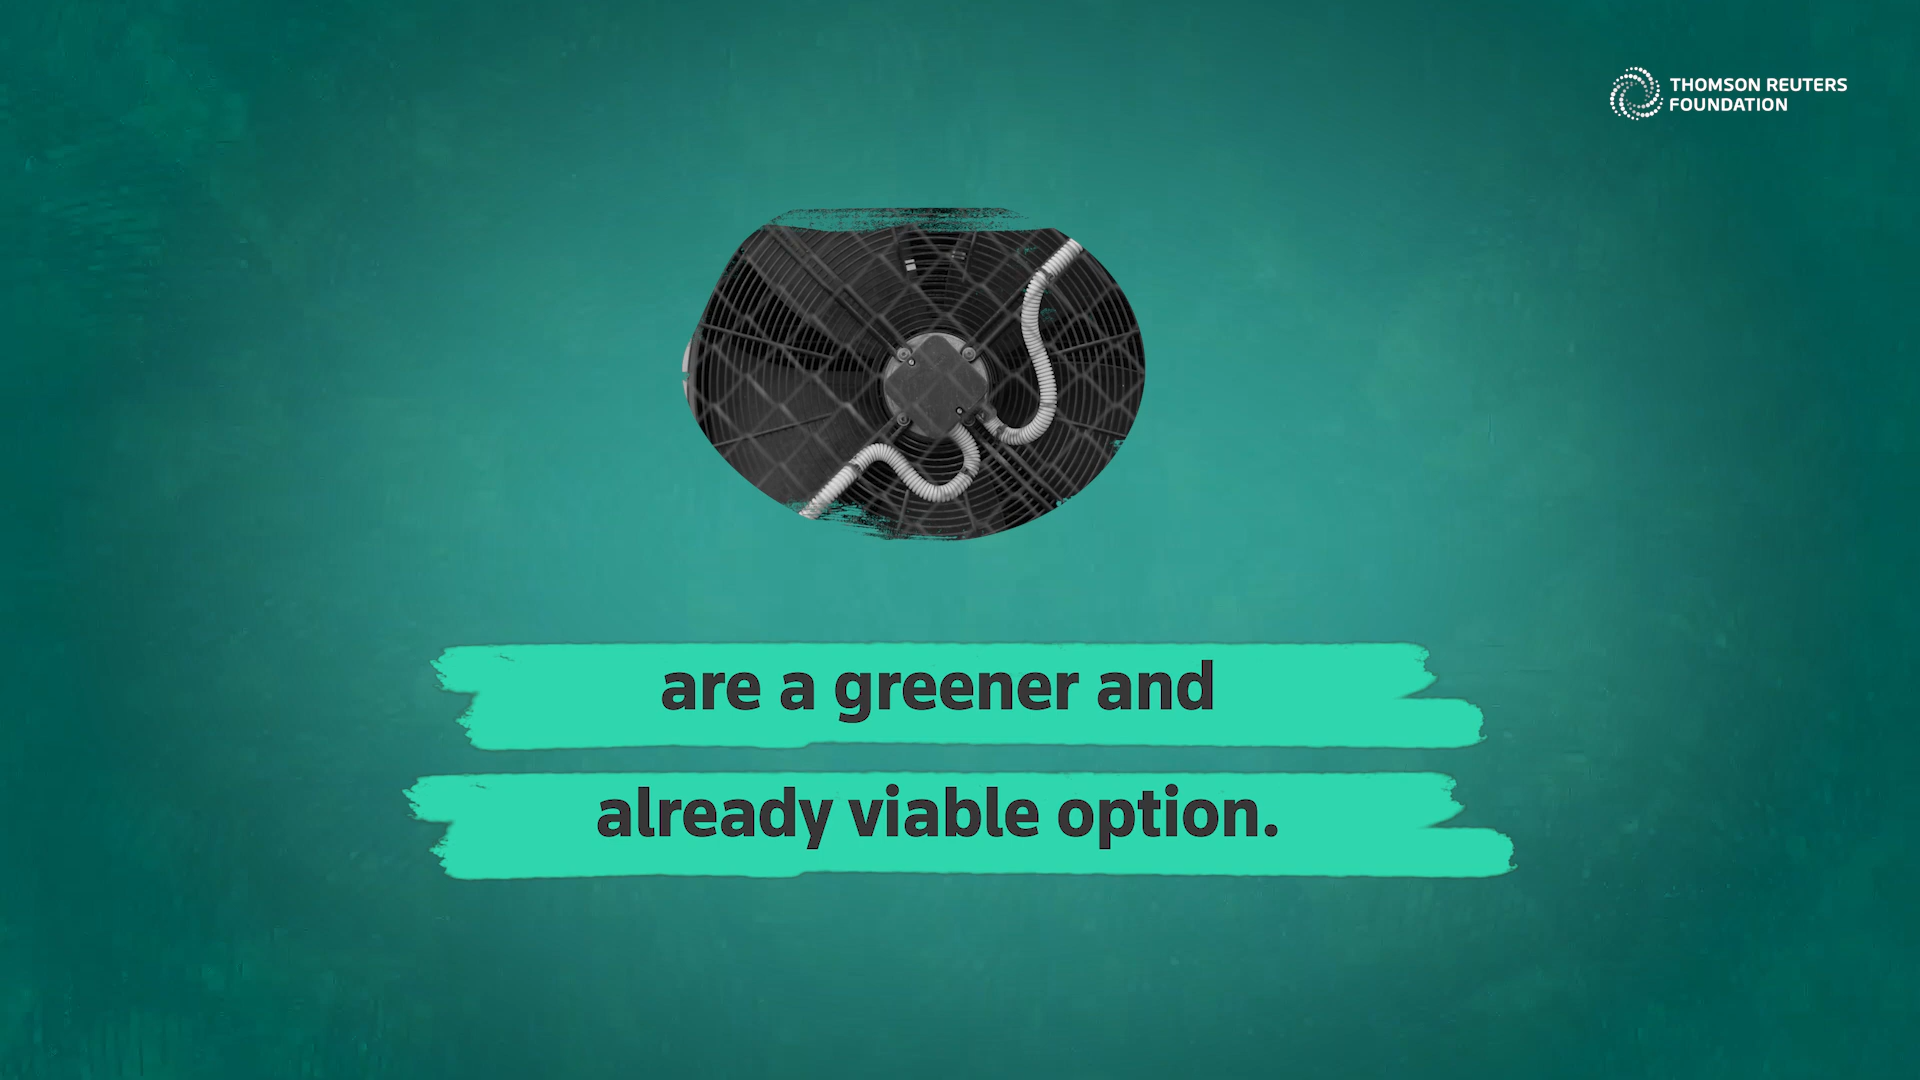 THOMSON REUTERS
FOUNDATION
are a greener and
already viable option.